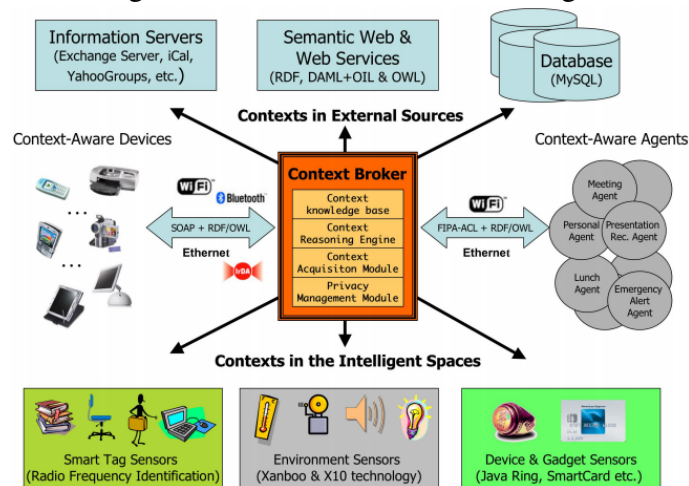 Information Servers
(Exchange Server, iCal,
YahooGroups, etc.)
Semantic Web &
Web Services
(RDF, DAML+OIL & OWL)
Database
(MySQL)
Contexts in External Sources
Context-Aware Devices
Context-Aware Agents
Context Broker
Context
knowledge base
Context
Reasoning Engine
Context
Acquisiton Module
Privacy
Management Module
WiFi
Bluetooth
SOAP + RDF/OWL
Ethernet
IrDA
WiFi
FIPA-ACL + RDF/OWL
Ethernet
Meeting
Agent
Personal
Agent
Presentation
Rec. Agent
Lunch
Agent
Emergency
Alert
Agent
...
...
Contexts in the Intelligent Spaces
Smart Tag Sensors
(Radio Frequency Identification)
Environment Sensors
(Xanboo & X10 technology)
Device & Gadget Sensors
(Java Ring, SmartCard etc.)